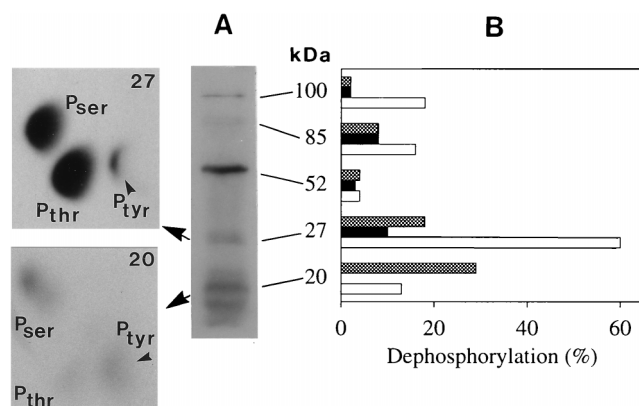 A
B
kDa
27
Pser
Pthr
Ptyr
20
Pser
Ptyr
Pthr
100
85
52
27
20
0
20
40
60
Dephosphorylation (%)